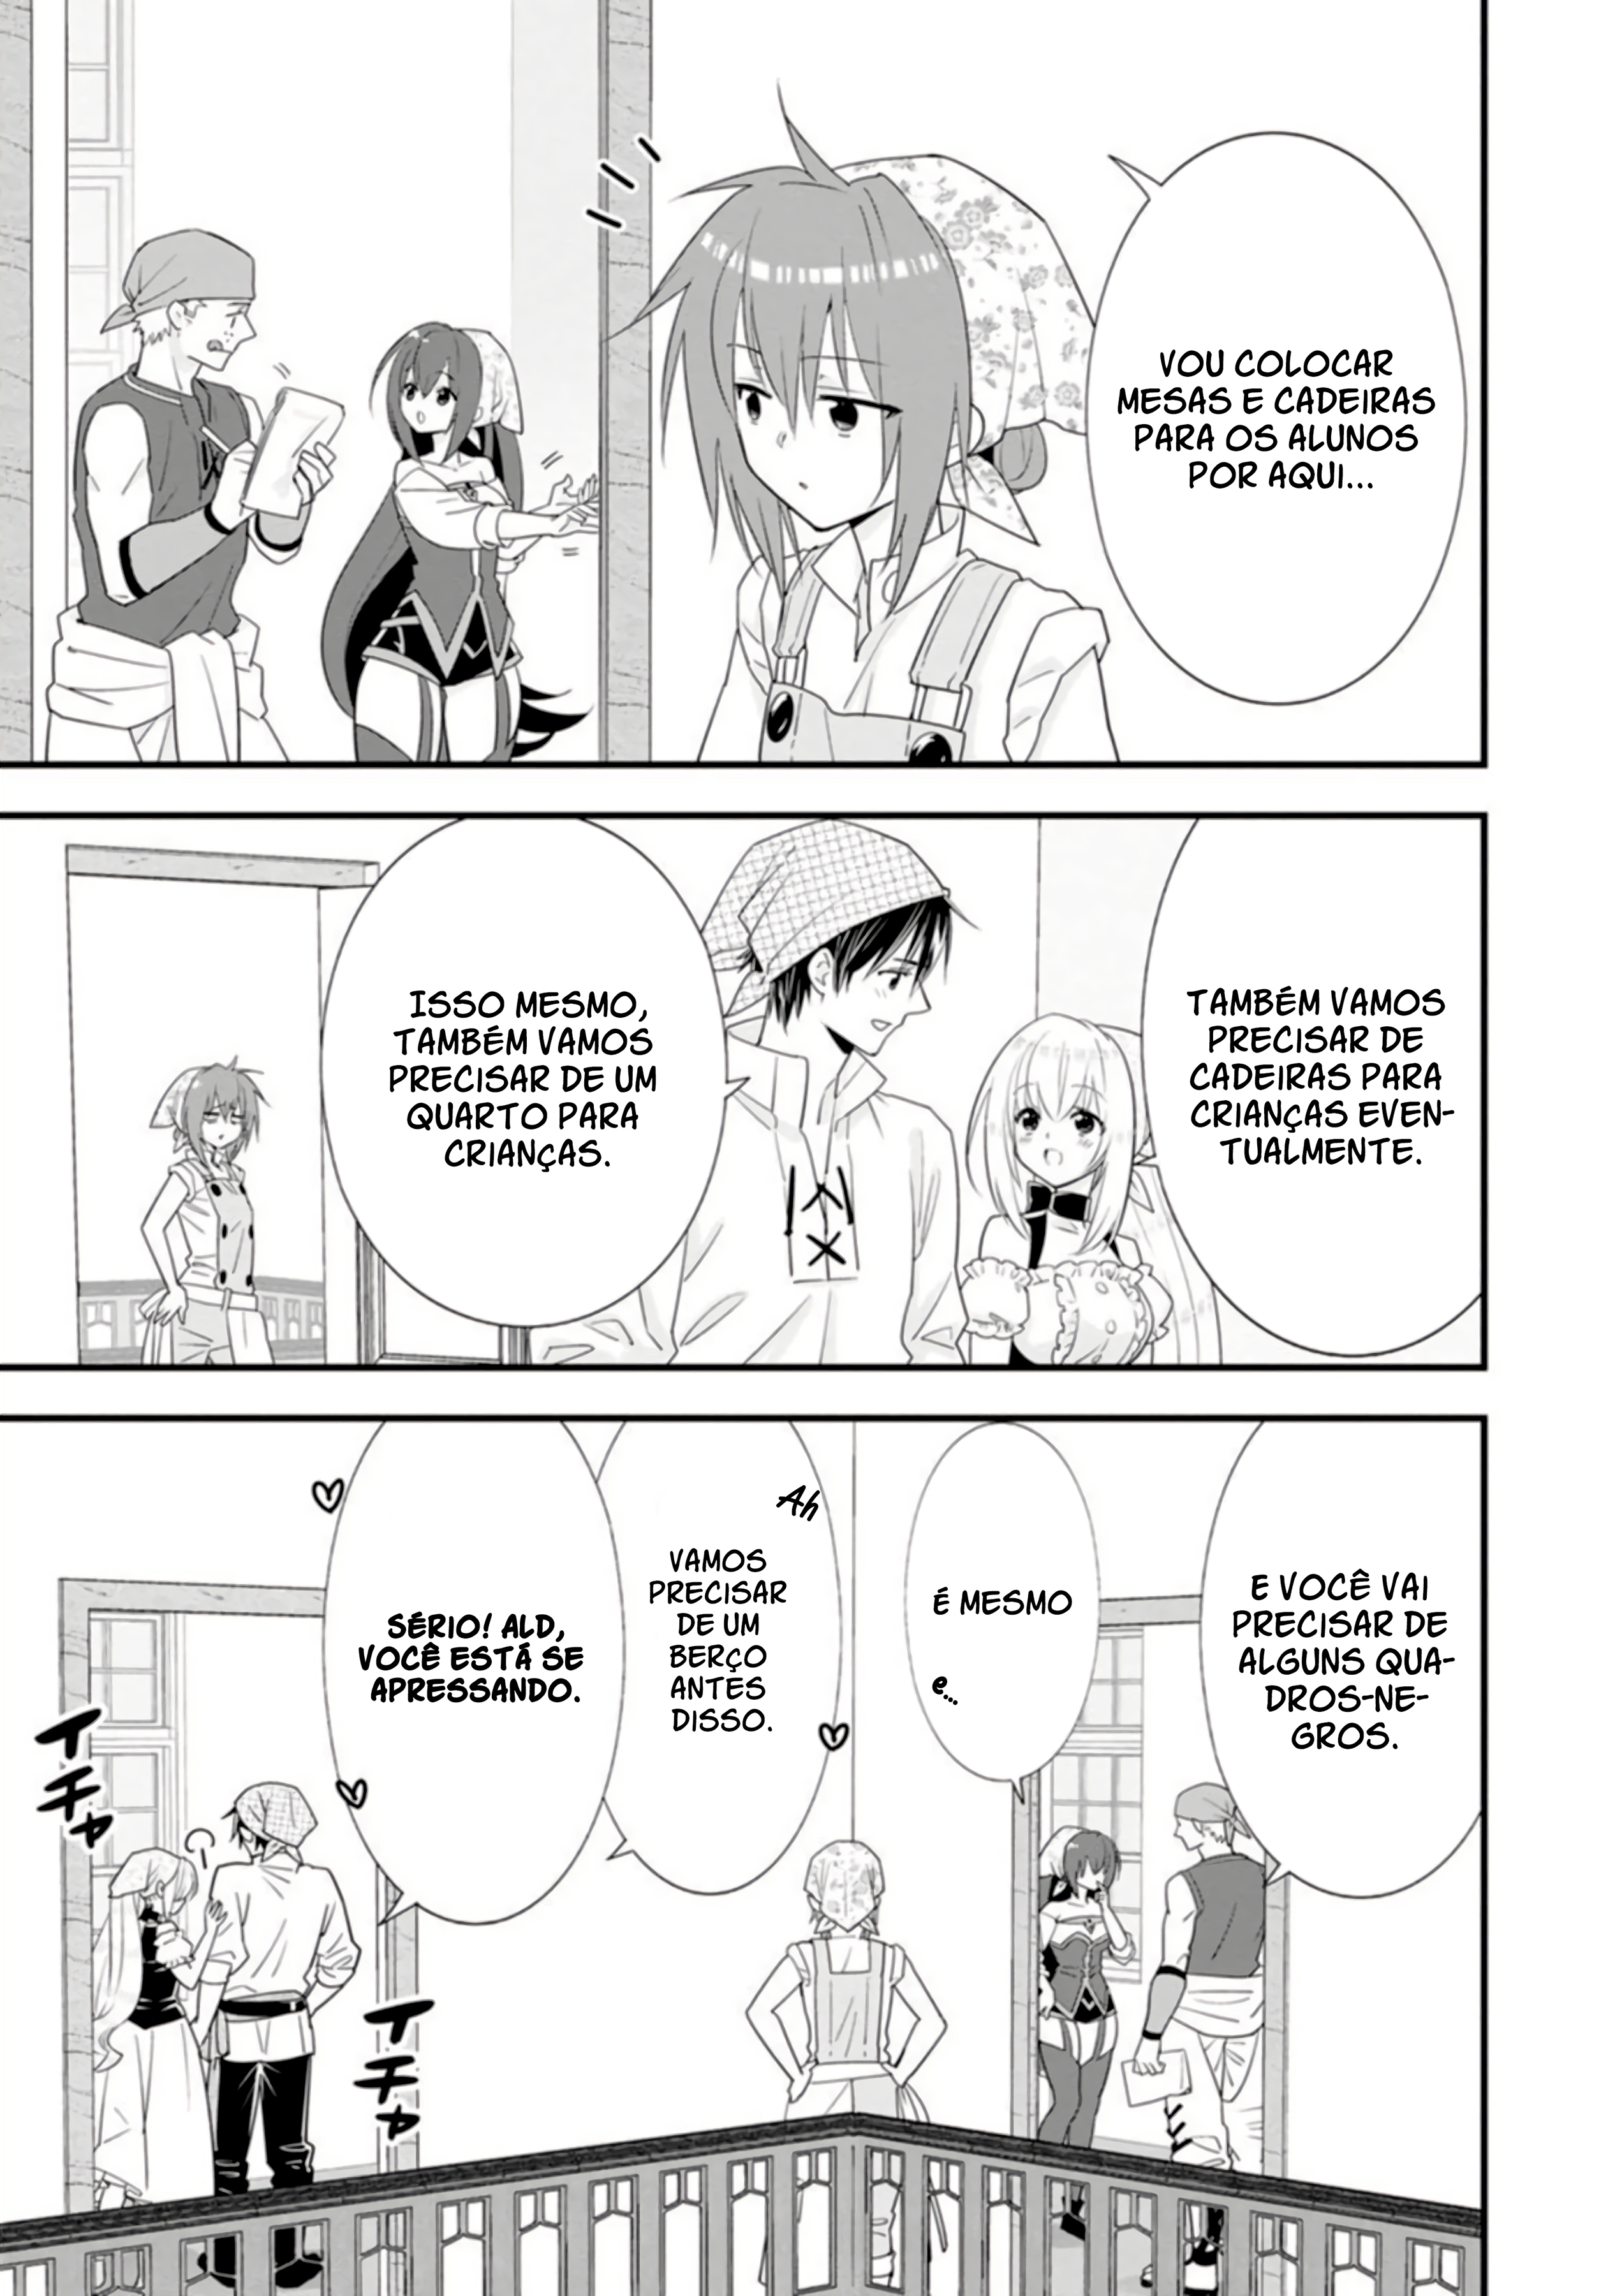 VOU COLOCAR
MESAS E CADEIRAS
PARA OS ALUNOS
POR AQUI...
TAMBÉM VAMOS
PRECISAR DE
CADEIRAS PARA
CRIANÇAS EVEN-
TUALMENTE.
ISSO MESMO,
TAMBÉM VAMOS
PRECISAR DE UM
QUARTO PARA
CRIANÇAS.
E VOCÊ VAI
PRECISAR DE
ALGUNS QUA-
DROS-NE-
GROS.
É MESMO
e...
Ah
VAMOS
PRECISAR
DE UM
BERÇO
ANTES
DISSO.
SÉRIO! ALD,
VOCÊ ESTÁ SE
APRESSANDO.
イチャ
イチャ